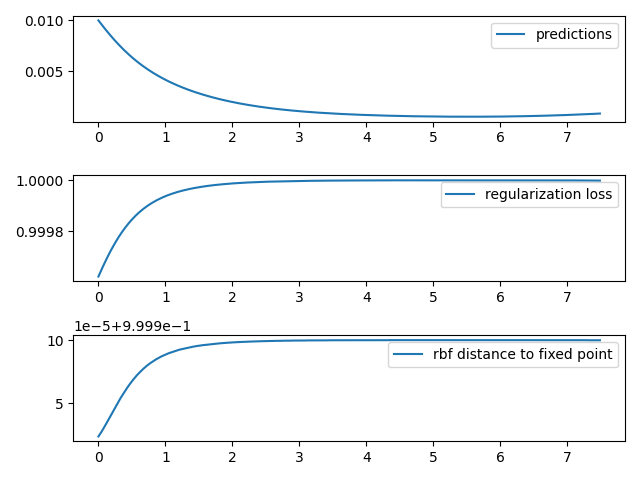 0.010
0.005
predictions
0 1 2 3 4 5 6 7
1.0000
0.9998
regularization loss
0 1 2 3 4 5 6 7
1e−5+9.999e−1
10
5
rbf distance to fixed point
0 1 2 3 4 5 6 7